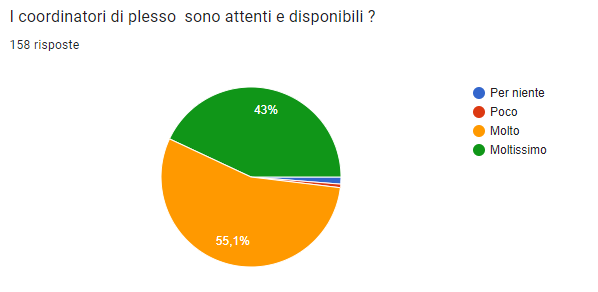 I coordinatori di plesso  sono attenti e disponibili ?
158 risposte
43%
55,1%
Per niente
Poco
Molto
Moltissimo